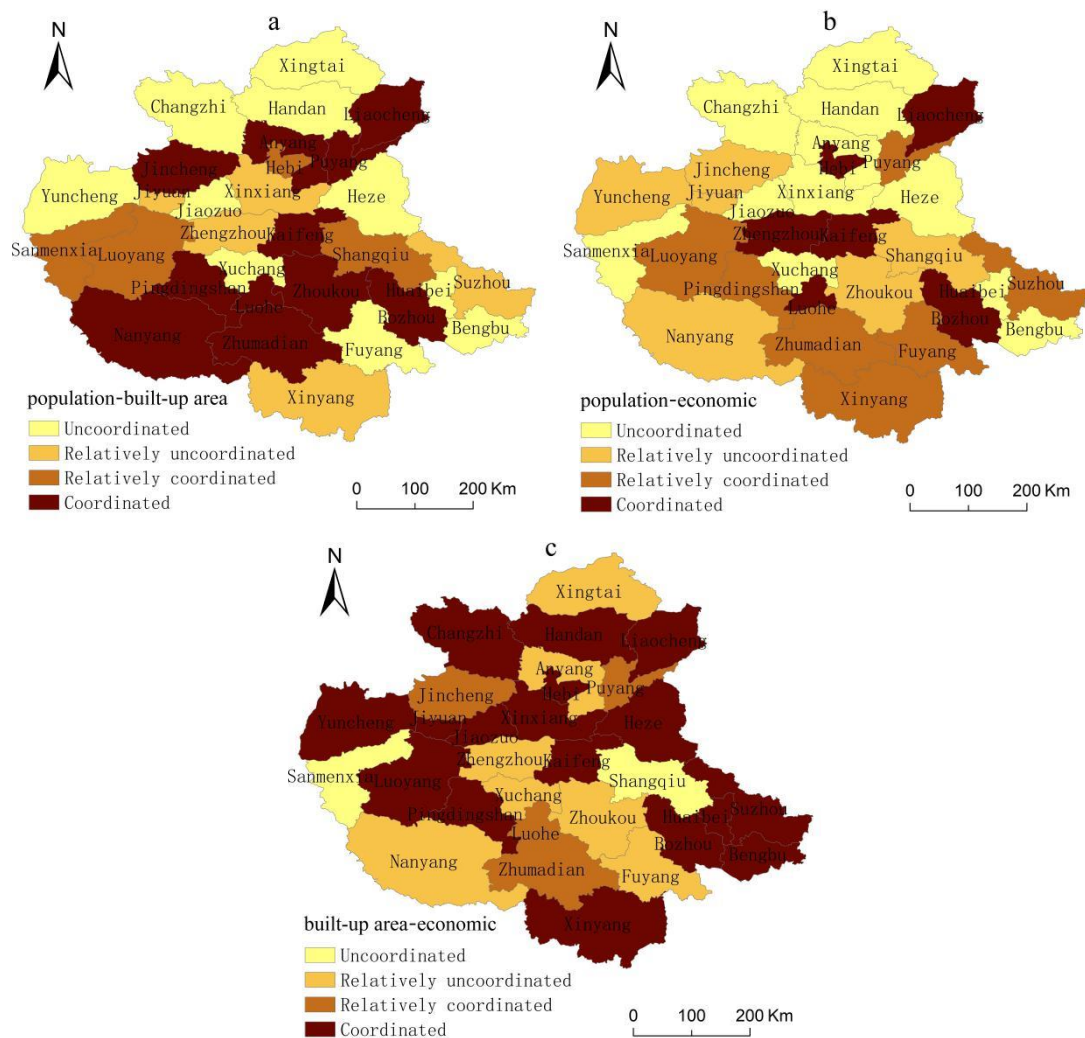 a
N
Xingtai
Changzhi
Handan
Liaocheng
Anyang
Jincheng
Hebi
Puyang
Yuncheng
Jiyuan
Xinxiang
Heze
Jiaozuo
Sanmenxia
Luoyang
Zhengzhou
Kaifeng
Shangqiu
Xuchang
Pingdingshan
Zhoukou
Huaibei
Suzhou
Luohe
Bozhou
Nanyang
Zhumadian
Bengbu
Fuyang
Xinyang
population-built-up area
Uncoordinated
Relatively uncoordinated
Relatively coordinated
Coordinated
0 100 200 Km
b
N
Xingtai
Changzhi
Handan
Liaocheng
Anyang
Jincheng
Hebi
Puyang
Yuncheng
Jiyuan
Xinxiang
Heze
Jiaozuo
Sanmenxia
Luoyang
Zhengzhou
Kaifeng
Shangqiu
Xuchang
Pingdingshan
Zhoukou
Huaibei
Suzhou
Luohe
Bozhou
Nanyang
Zhumadian
Bengbu
Fuyang
Xinyang
population-economic
Uncoordinated
Relatively uncoordinated
Relatively coordinated
Coordinated
0 100 200 Km
c
N
Xingtai
Changzhi
Handan
Liaocheng
Anyang
Jincheng
Hebi
Puyang
Yuncheng
Jiyuan
Xinxiang
Heze
Jiaozuo
Sanmenxia
Luoyang
Zhengzhou
Kaifeng
Shangqiu
Xuchang
Pingdingshan
Zhoukou
Huaibei
Suzhou
Luohe
Bozhou
Nanyang
Zhumadian
Bengbu
Fuyang
Xinyang
built-up area-economic
Uncoordinated
Relatively uncoordinated
Relatively coordinated
Coordinated
0 100 200 Km